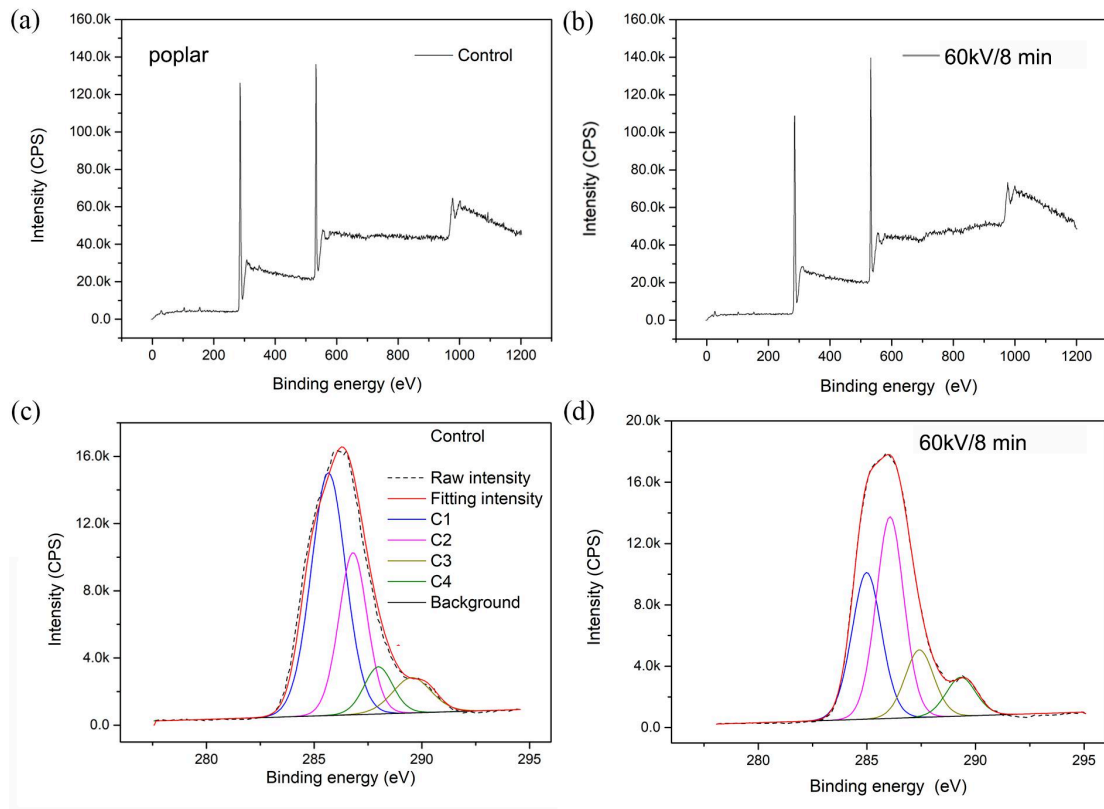 (a)
160.0k
140.0k
120.0k
100.0k
80.0k
60.0k
40.0k
20.0k
0.0
Intensity (CPS)
poplar
Control
0 200 400 600 800 1000 1200
Binding energy (eV)
(b)
160.0k
140.0k
120.0k
100.0k
80.0k
60.0k
40.0k
20.0k
0.0
Intensity (CPS)
60kV/8 min
0 200 400 600 800 1000 1200
Binding energy (eV)
(c)
16.0k
12.0k
8.0k
4.0k
0.0
Intensity (CPS)
Control
Raw intensity
Fitting intensity
C1
C2
C3
C4
Background
280 285 290 295
Binding energy (eV)
(d)
20.0k
16.0k
12.0k
8.0k
4.0k
0.0
Intensity (CPS)
60kV/8 min
280 285 290 295
Binding energy (eV)